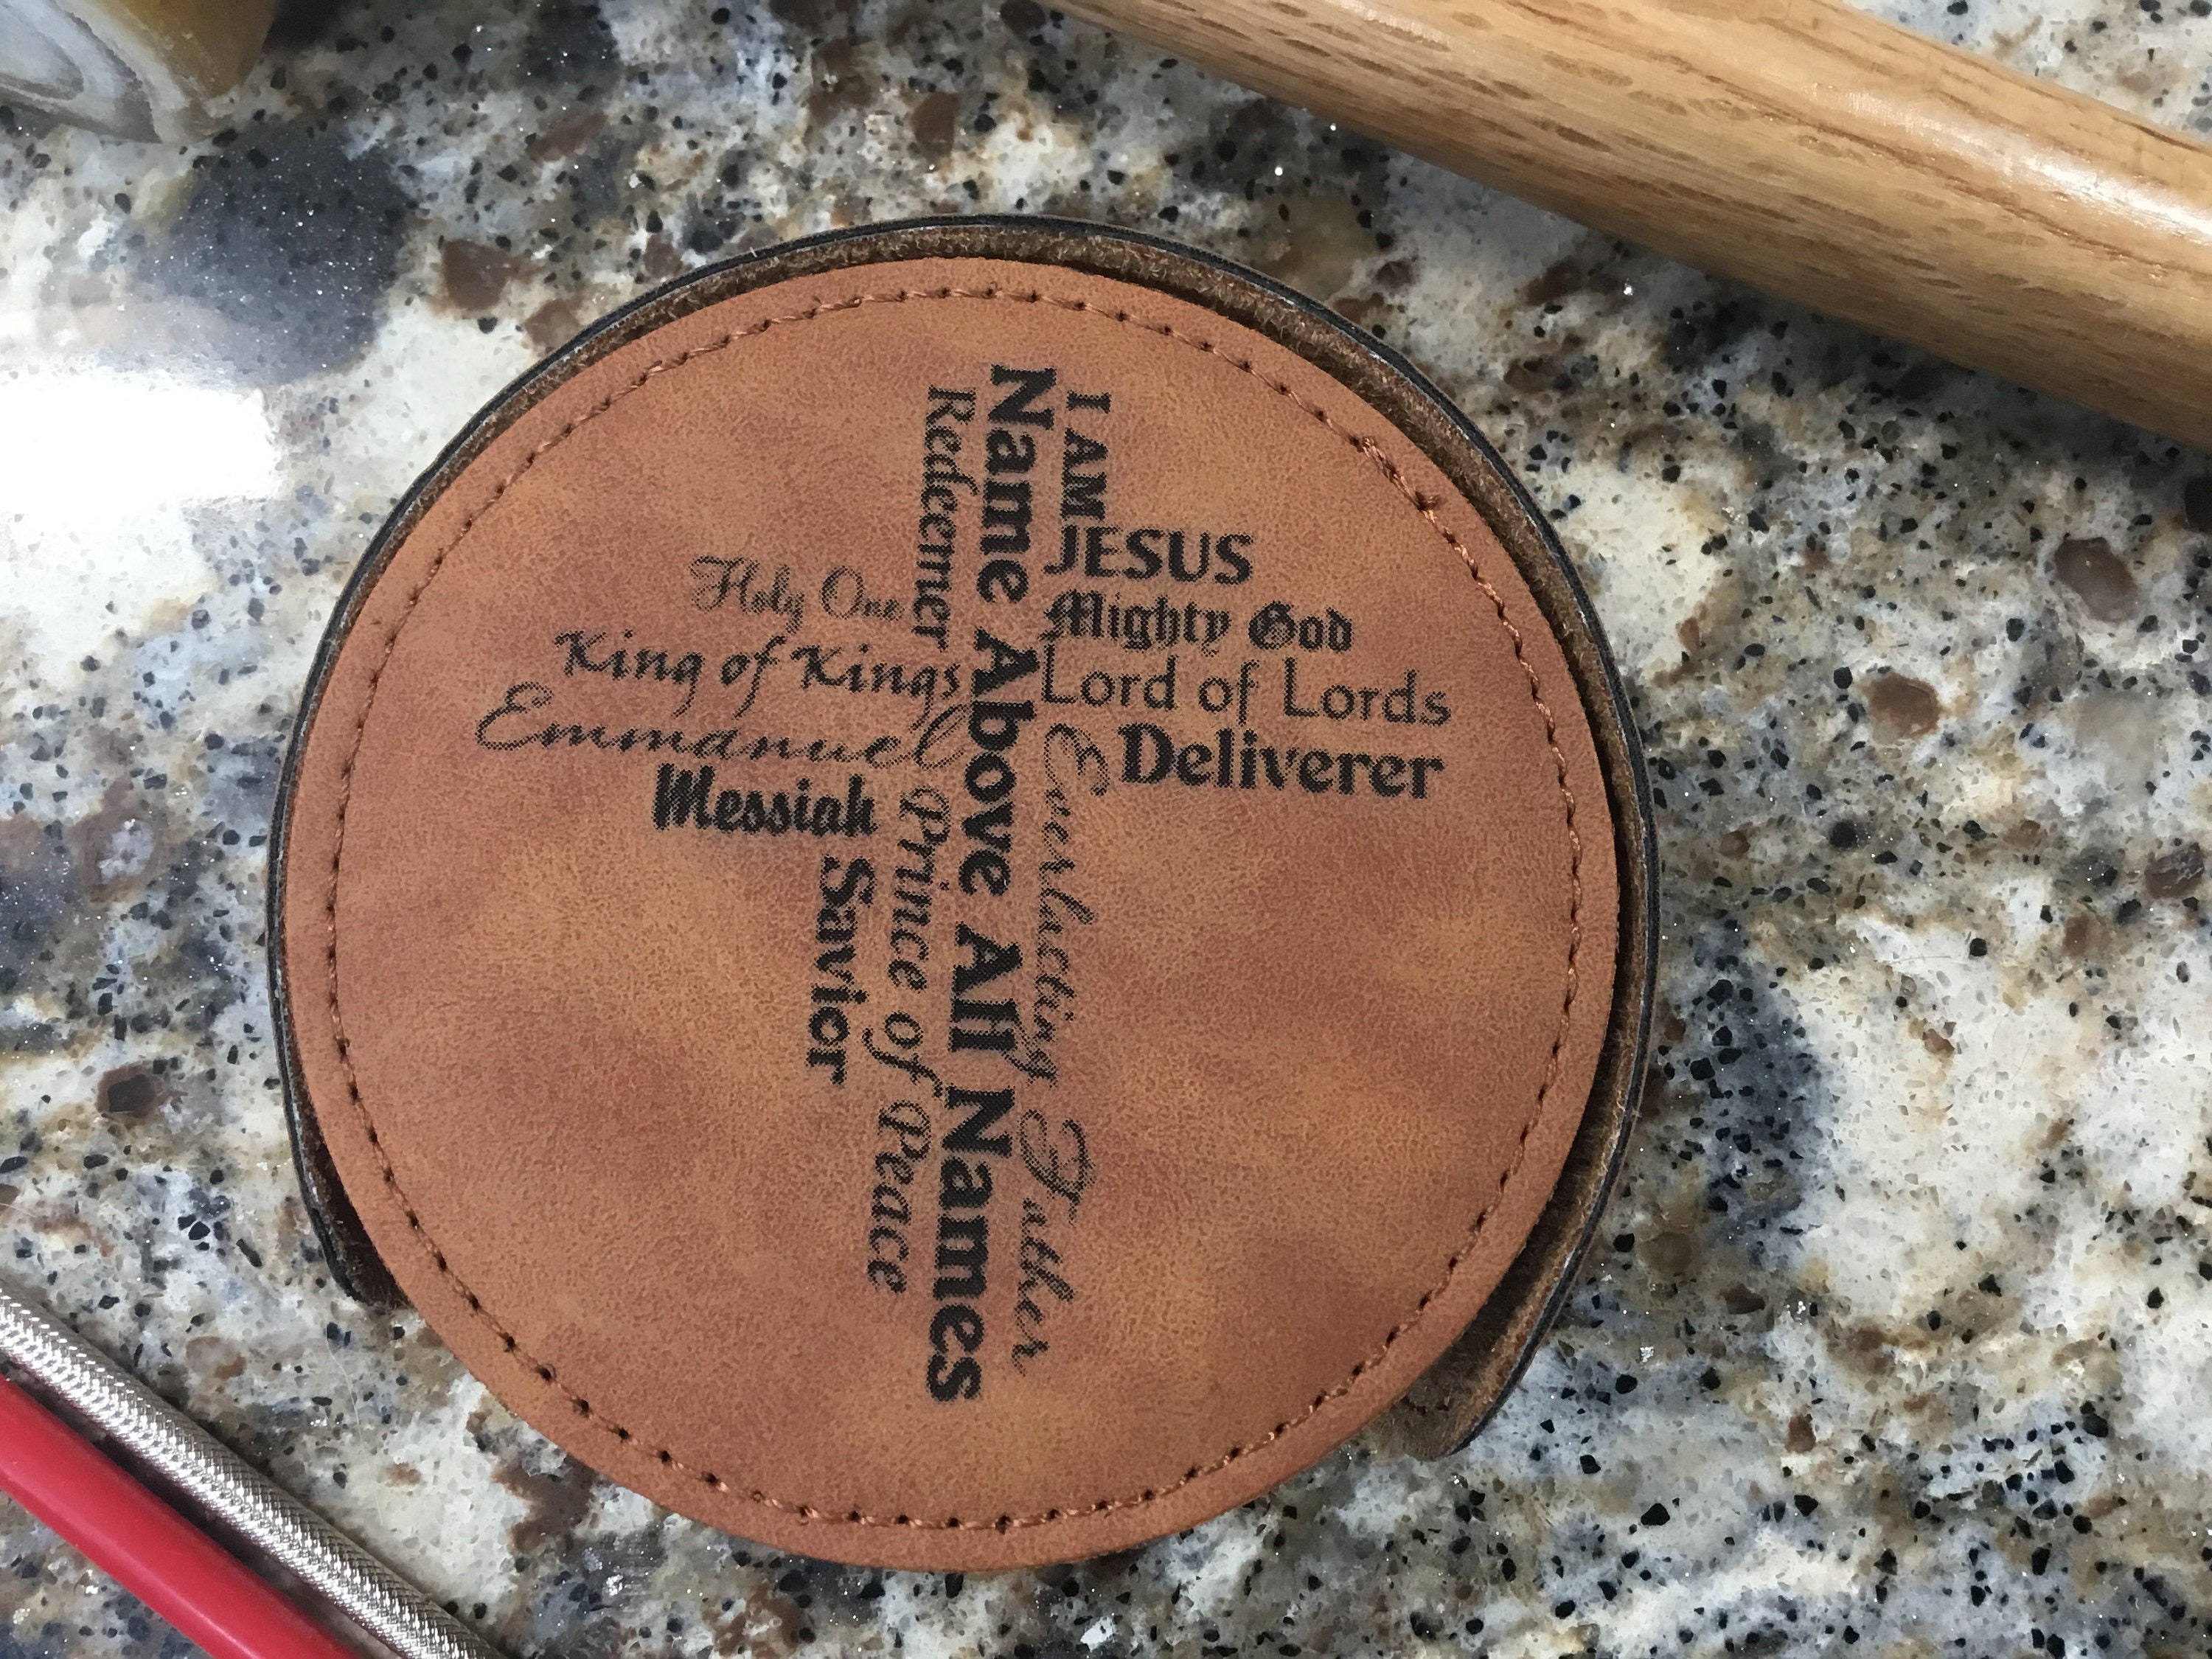 I AM
Name Above All Names
Redeemer
JESUS
Holy One
Mighty God
King of Kings
Lord of Lords
Emmanuel
Deliverer
Messiah
Everlasting Father
Prince of Peace
Savior